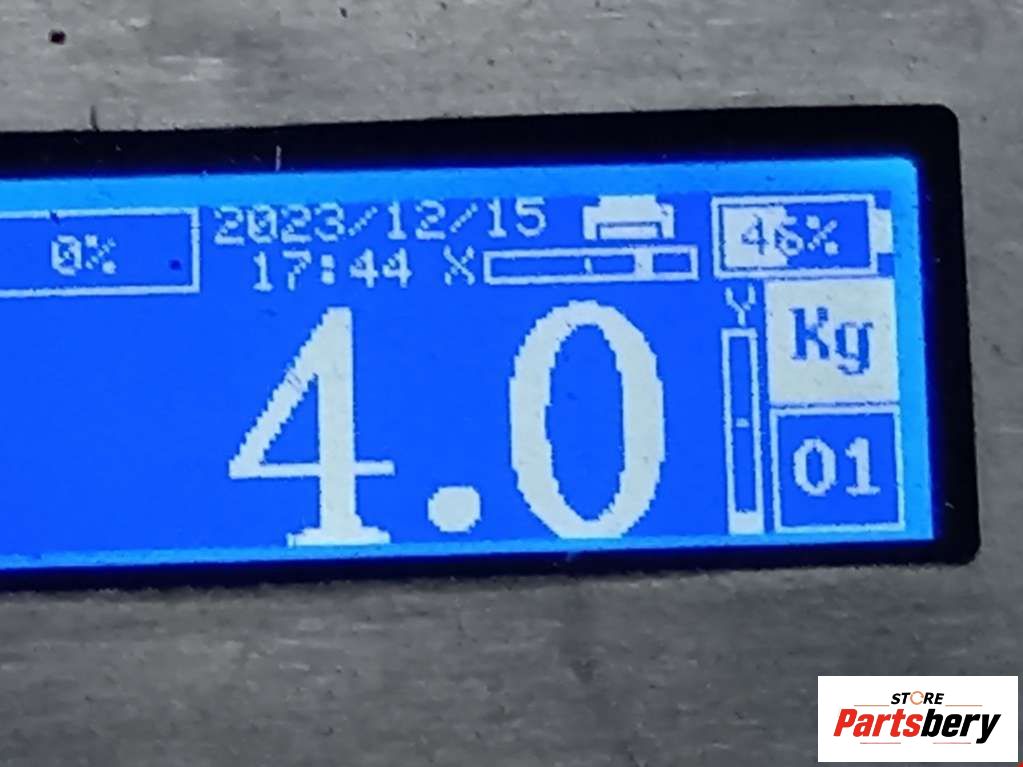 0%
2023/12/15
46%
17:44 X
Y
Kg
4.0
01
STORE
Partsbery